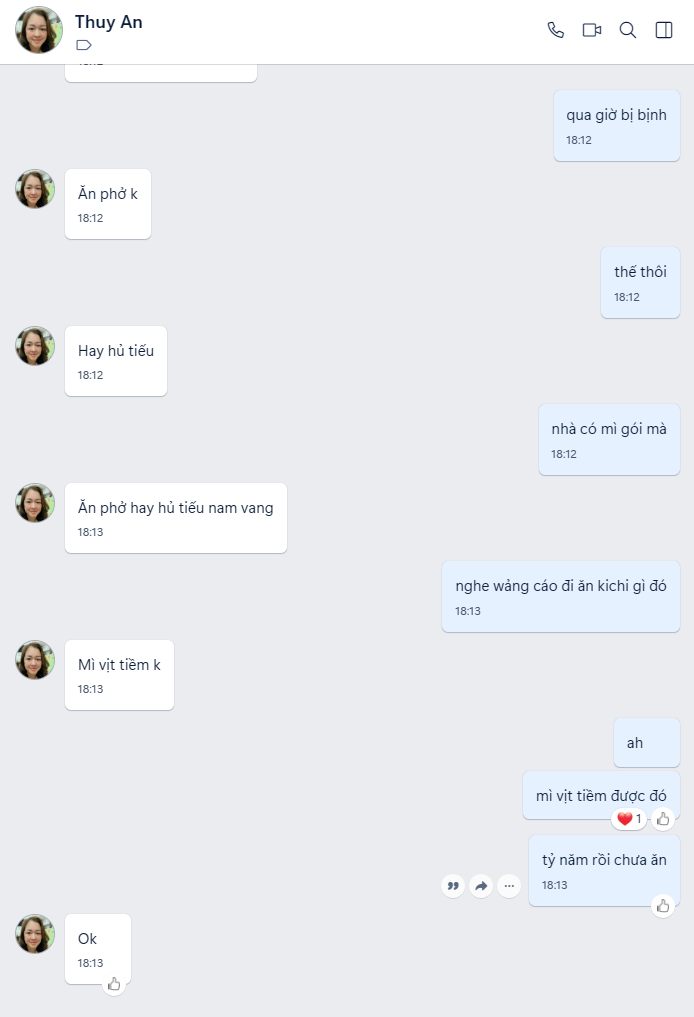 Thuy An
qua giờ bị bịnh
18:12
Ăn phở k
18:12
thế thôi
18:12
Hay hủ tiếu
18:12
nhà có mì gói mà
18:12
Ăn phở hay hủ tiếu nam vang
18:13
nghe wảng cáo đi ăn kichi gì đó
18:13
Mì vịt tiềm k
18:13
ah
mì vịt tiềm được đó
1
tỷ năm rồi chưa ăn
18:13
Ok
18:13